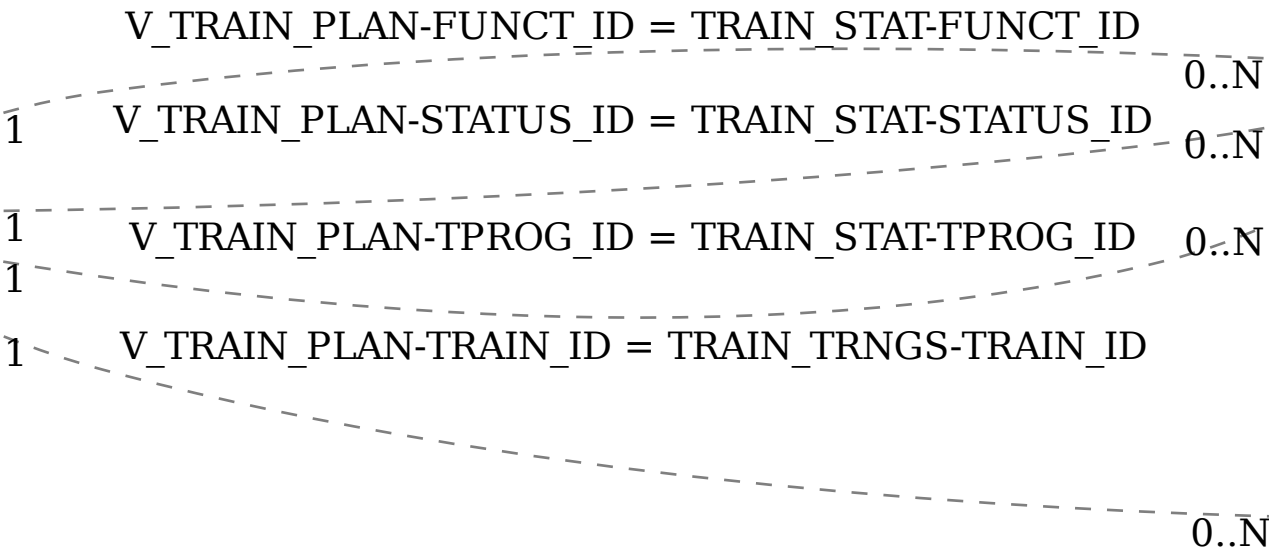 V_TRAIN_PLAN-FUNCT_ID = TRAIN_STAT-FUNCT_ID
0..N
1
V_TRAIN_PLAN-STATUS_ID = TRAIN_STAT-STATUS_ID
0..N
1
V_TRAIN_PLAN-TPROG_ID = TRAIN_STAT-TPROG_ID
0..N
1
V_TRAIN_PLAN-TRAIN_ID = TRAIN_TRNGS-TRAIN_ID
1
0..N